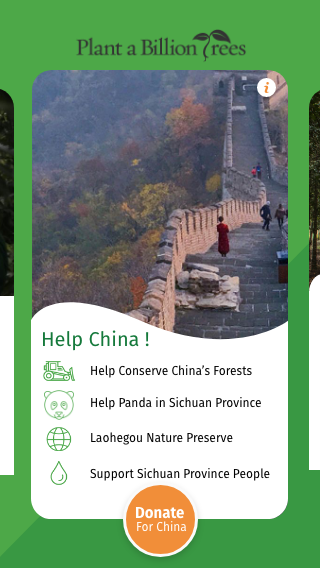 Plant a Billion Trees
i
Help China !
Help Conserve China's Forests
Help Panda in Sichuan Province
Laohegou Nature Preserve
Support Sichuan Province People
Donate
For China